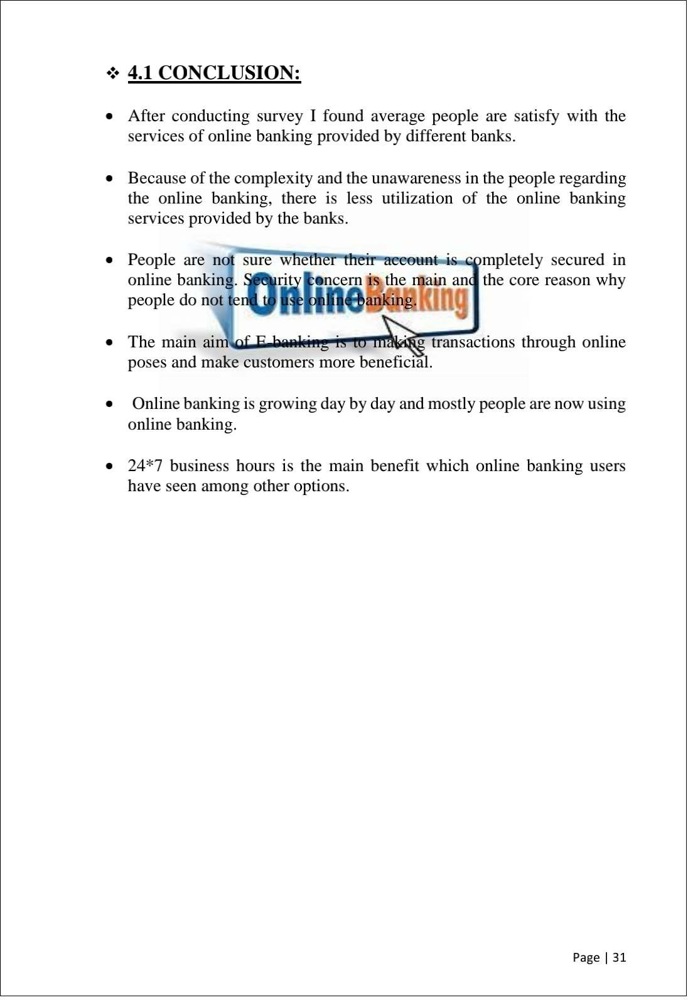 ❖ 4.1 CONCLUSION:
• After conducting survey I found average people are satisfy with the
services of online banking provided by different banks.
• Because of the complexity and the unawareness in the people regarding
the online banking, there is less utilization of the online banking
services provided by the banks.
• People are not sure whether their account is completely secured in
online banking. Security concern is the main and the core reason why
people do not tend to use online banking.
OnlineBanking
• The main aim of E-banking is to making transactions through online
poses and make customers more beneficial.
• Online banking is growing day by day and mostly people are now using
online banking.
• 24*7 business hours is the main benefit which online banking users
have seen among other options.
Page | 31